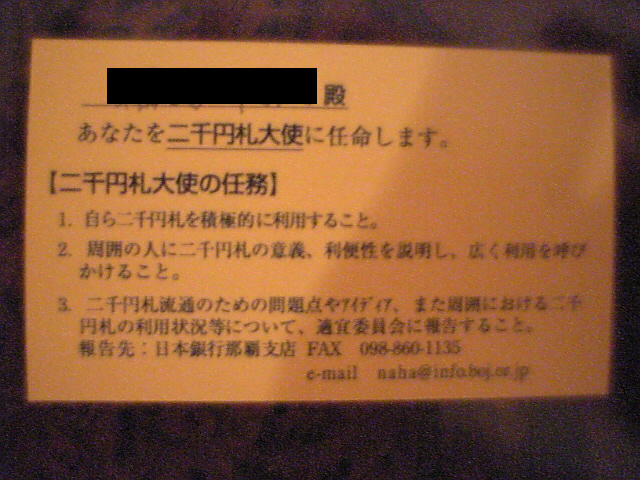 殿
あなたを二千円札大使に任命します。
【二千円札大使の任務】
1. 自ら二千円札を積極的に利用すること。
2. 周囲の人に二千円札の意義、利便性を説明し、広く利用を呼び
かけること。
3. 二千円札流通のための問題点やｱｲﾃﾞｨｱ、また周囲における二千
円札の利用状況等について、適宜委員会に報告すること。
報告先：日本銀行那覇支店 FAX 098-860-1135
e-mail naha@info.boj.or.jp